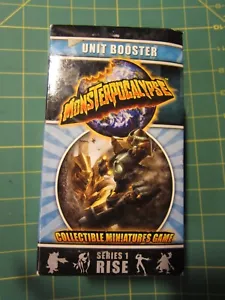 UNIT BOOSTER
MONSTERPOCALYPSE
COLLECTIBLE MINIATURES GAME
SERIES 1
RISE